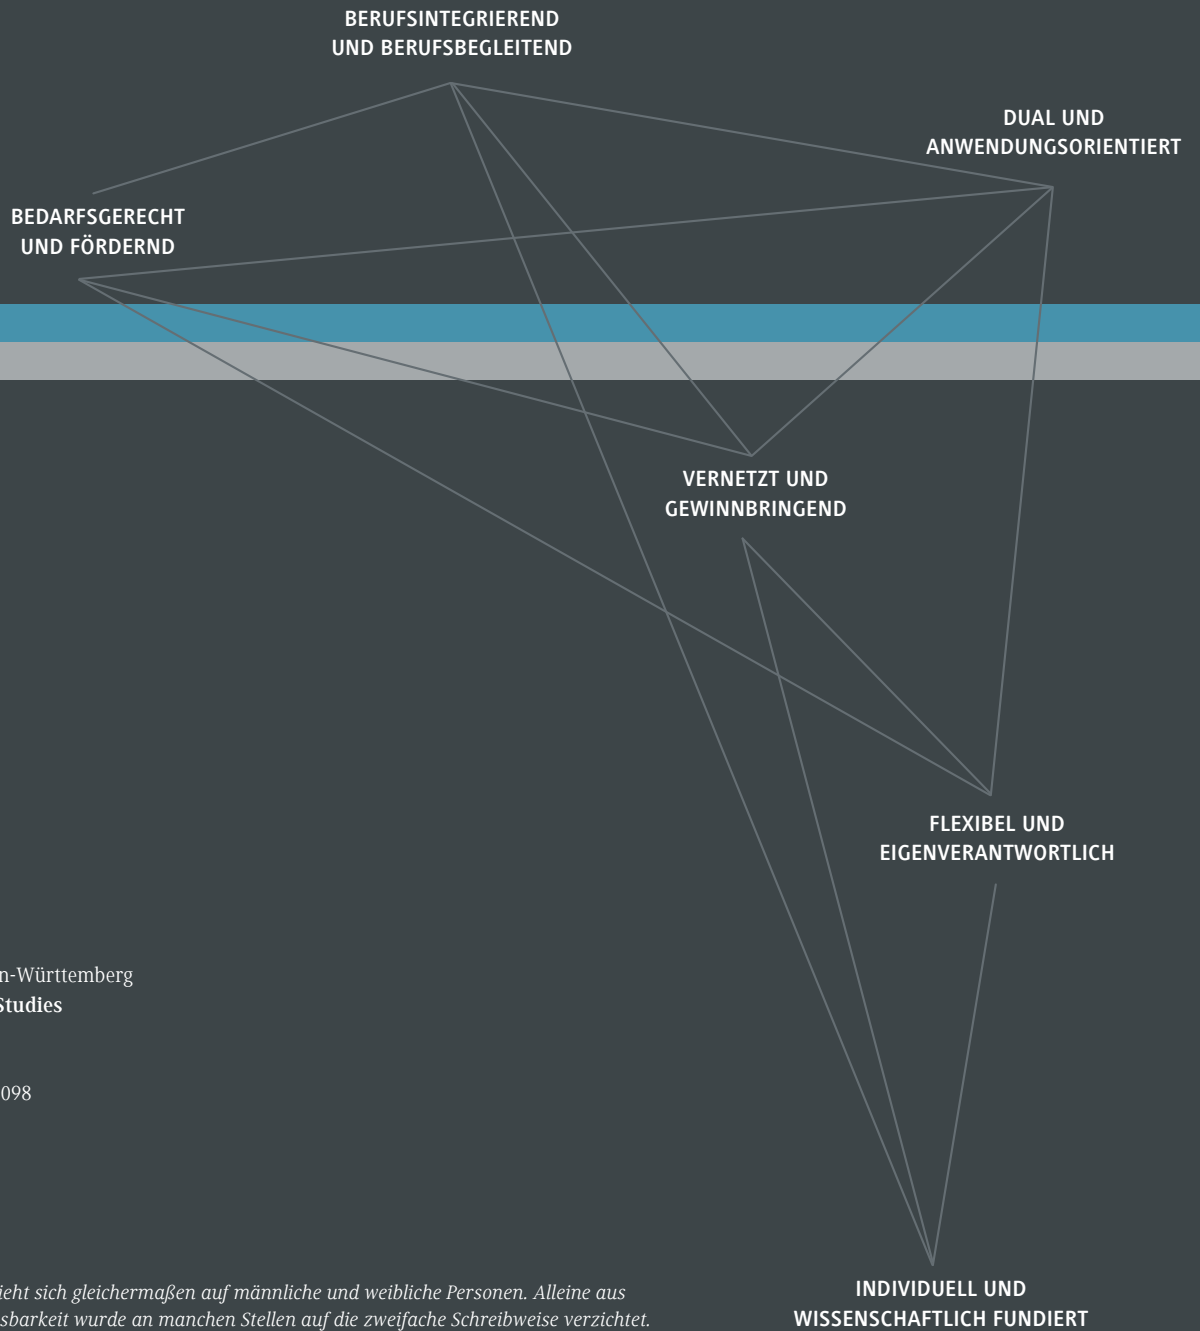 BERUFSINTEGRIEREND
UND BERUFSBEGLEITEND
DUAL UND
ANWENDUNGSORIENTIERT
BEDARFSGERECHT
UND FÖRDERND
VERNETZT UND
GEWINNBRINGEND
FLEXIBEL UND
EIGENVERANTWORTLICH
n-Württemberg
Studies
098
ieht sich gleichermaßen auf männliche und weibliche Personen. Alleine aus
sbarkeit wurde an manchen Stellen auf die zweifache Schreibweise verzichtet.
INDIVIDUELL UND
WISSENSCHAFTLICH FUNDIERT